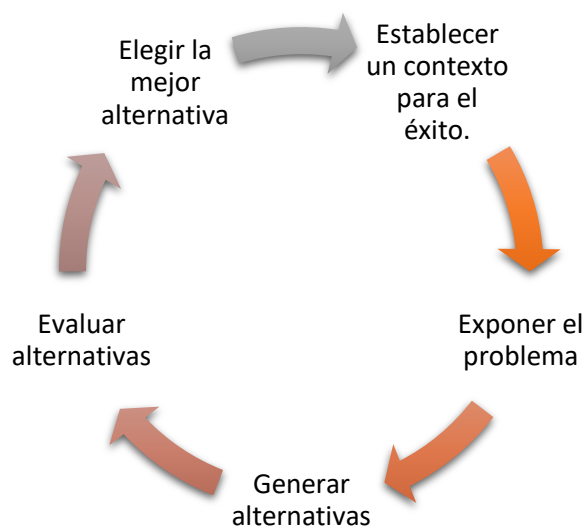 Establecer
un contexto
para el
éxito.
Exponer el
problema
Generar
alternativas
Evaluar
alternativas
Elegir la
mejor
alternativa